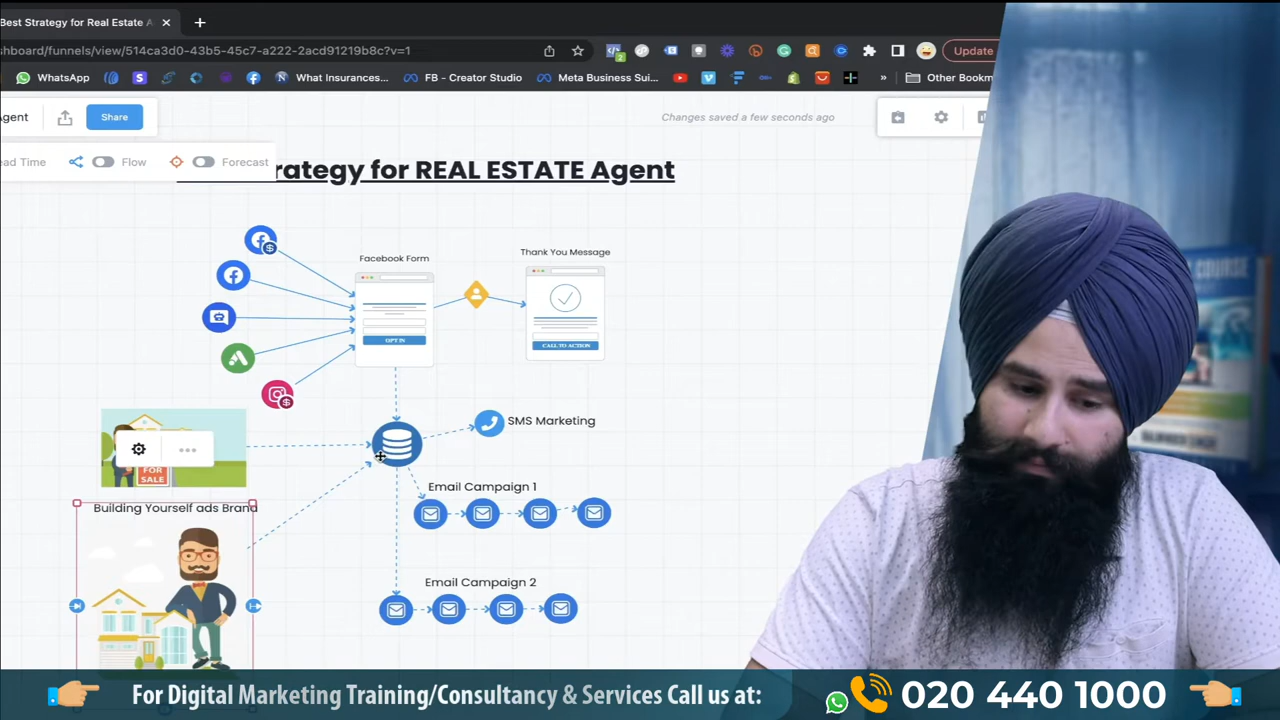 Best Strategy for Real Estate A
shboard/funnels/view/514ca3d0-43b5-45c7-a222-2acd91219b8c?v=1
Update
WhatsApp
What Insurances...
FB - Creator Studio
Meta Business Sui...
Other Bookm
Agent
Share
Changes saved a few seconds ago
ead Time
Flow
Forecast
rategy for REAL ESTATE Agent
Facebook Form
Thank You Message
OPT IN
CALL TO ACTION
SMS Marketing
FOR
SALE
Email Campaign 1
Building Yourself ads Brand
Email Campaign 2
COURSE
For Digital Marketing Training/Consultancy & Services Call us at:
020 440 1000